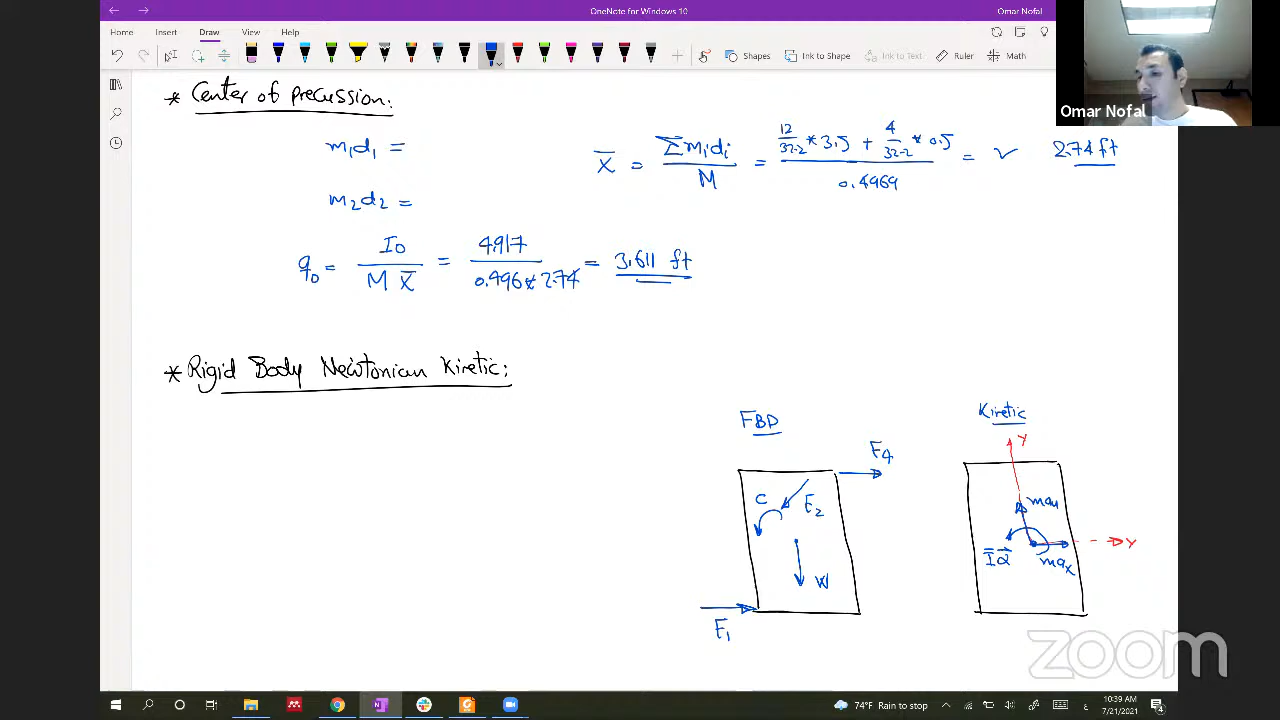 OneNote for Windows 10
Omar Nofal
Home Insert Draw View Help
Shapes Ink to Shape Ink to Text Ruler Math
Omar Nofal
* Center of precussion:
m1d1 =
X̄ = Σmidi / M = (12/32.2 * 3.5 + 4/32.2 * 0.5) / 0.4969 = ✓ 2.74 ft
m2d2 =
q0 = I0 / M X̄ = 4.917 / 0.496*2.74 = 3.611 ft
* Rigid Body Newtonian Kinetic:
FBD
Kinetic
F4
Y
C
F2
may
Y
Īα
max
W
F1
zoom
74°F Rain to stop
10:39 AM
7/21/2021